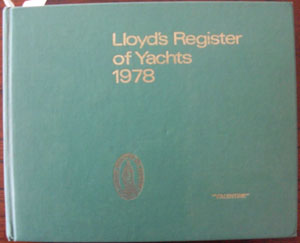 Lloyd's Register
of Yachts
1978